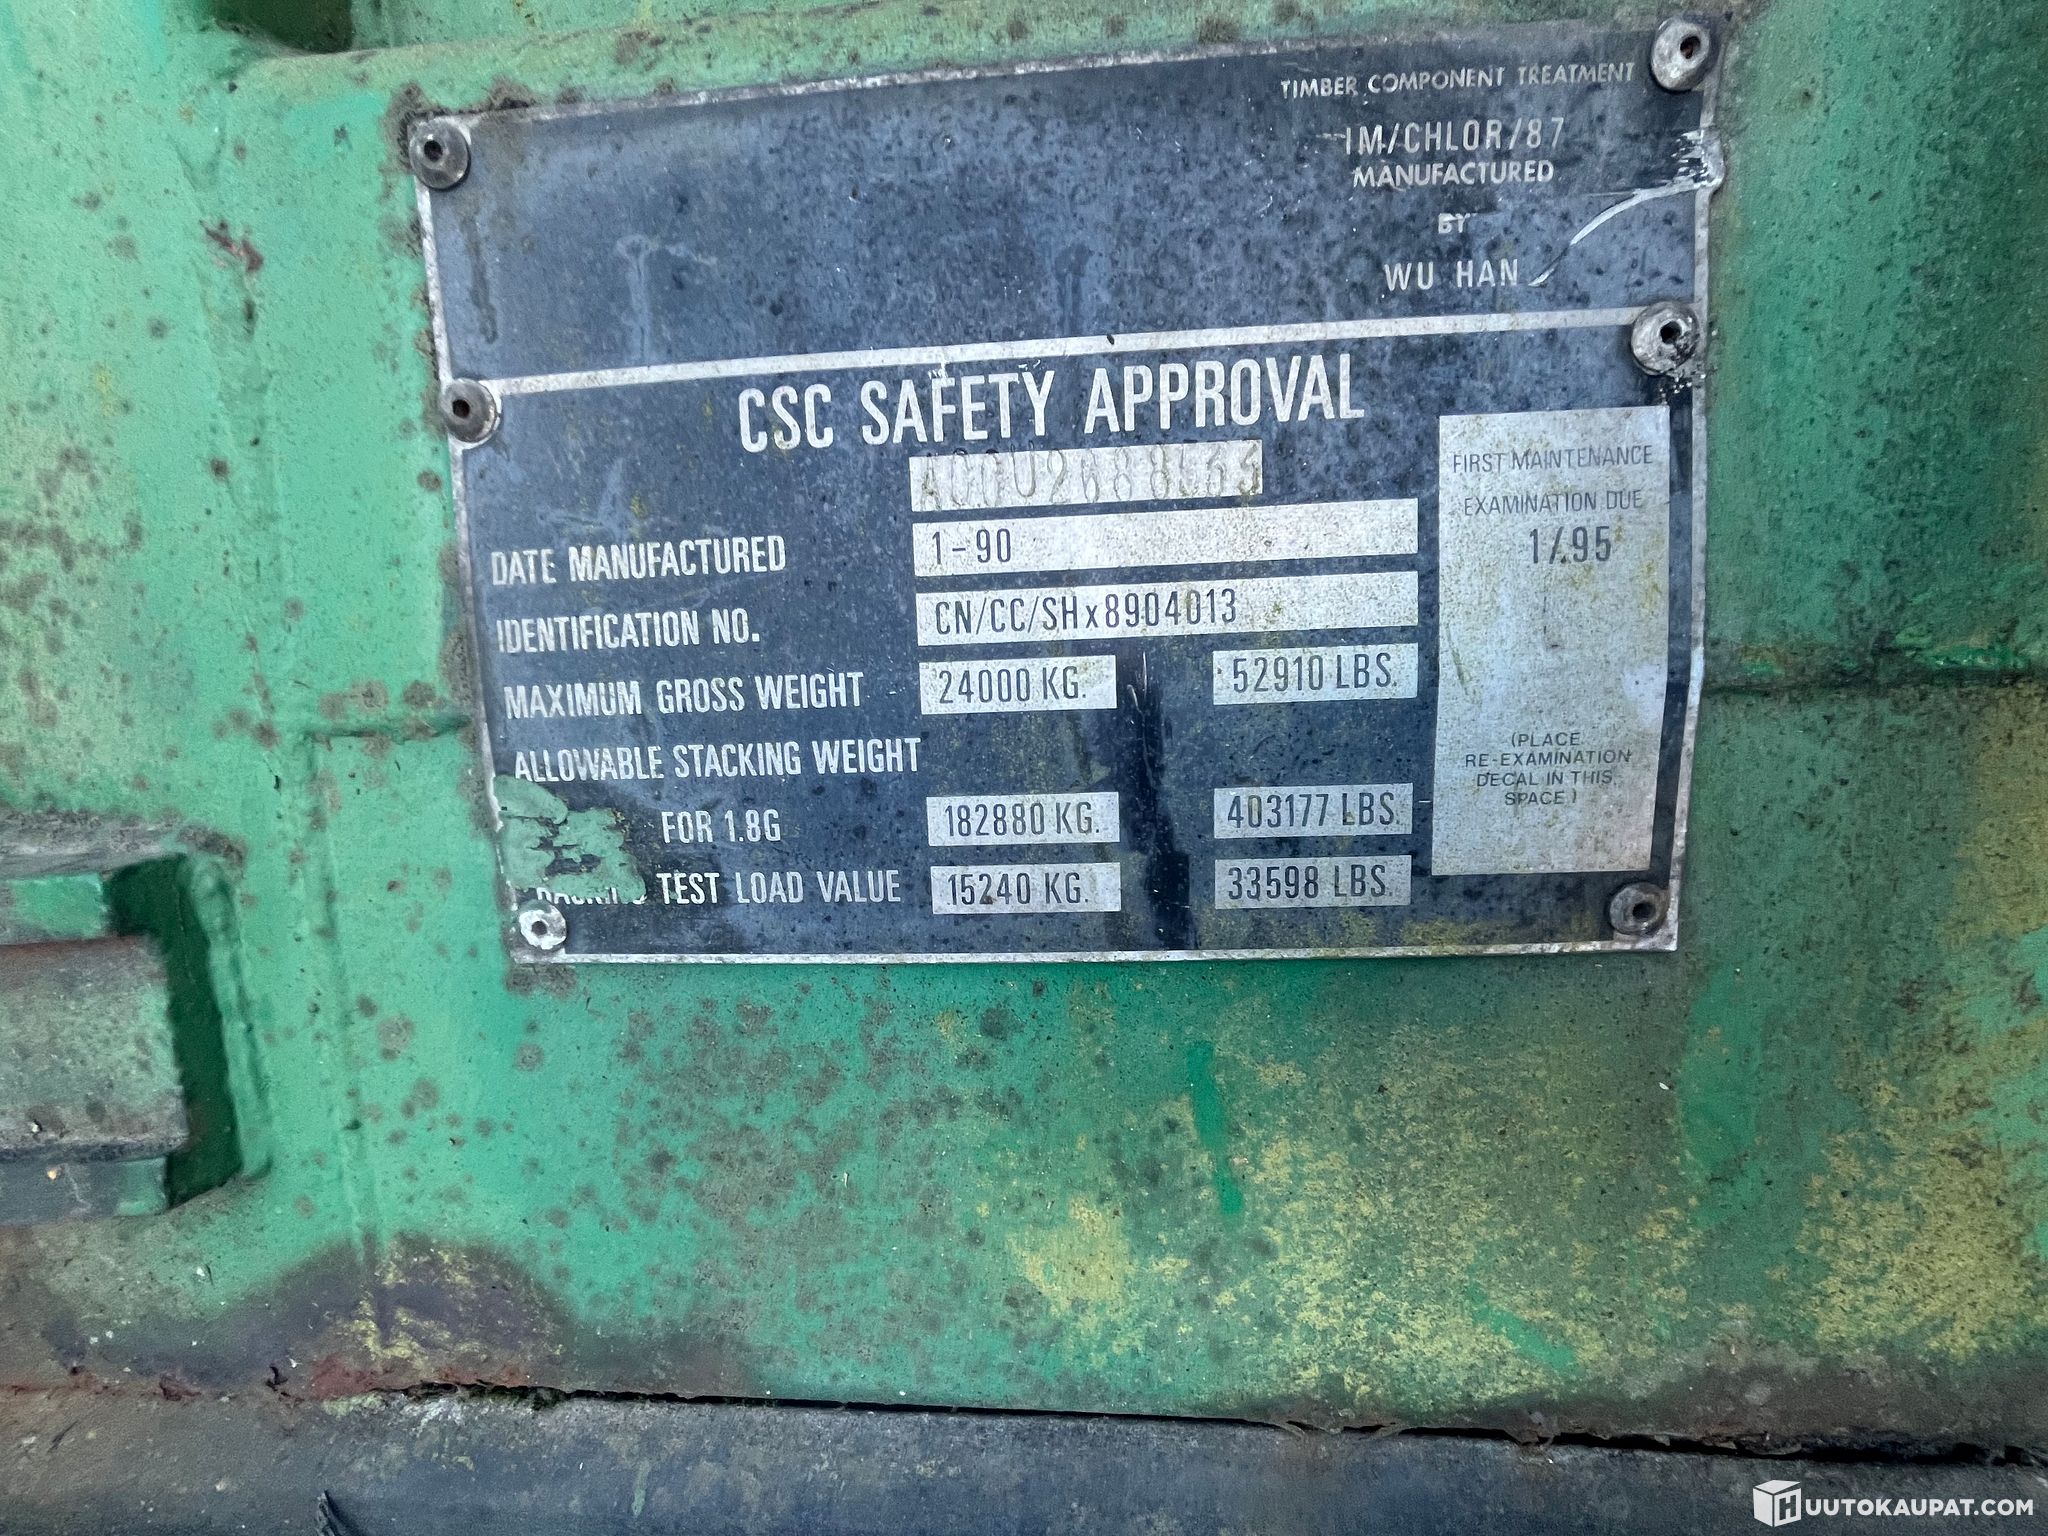 TIMBER COMPONENT TREATMENT
IM/CHLOR/87
MANUFACTURED
BY
WU HAN
CSC SAFETY APPROVAL
DATE MANUFACTURED 1-90
IDENTIFICATION NO. CN/CC/SHx8904013
MAXIMUM GROSS WEIGHT 24000 KG. 52910 LBS.
ALLOWABLE STACKING WEIGHT
FOR 1.8G 182880 KG. 403177 LBS.
TEST LOAD VALUE 15240 KG. 33598 LBS.
FIRST MAINTENANCE
EXAMINATION DUE
1/95
(PLACE
RE-EXAMINATION
DECAL IN THIS
SPACE)
HUUTOKAUPAT.COM